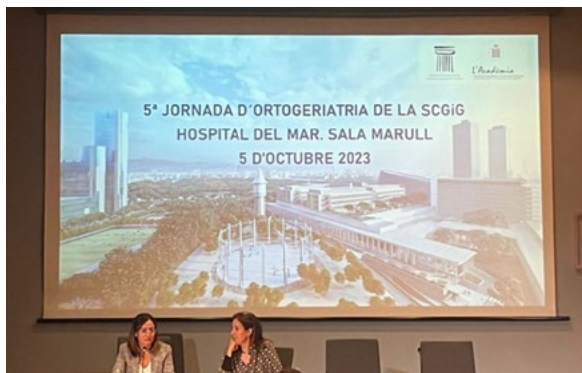 L'Acadèmia
5ª JORNADA D´ORTOGERIATRIA DE LA SCGiG
HOSPITAL DEL MAR. SALA MARULL
5 D'OCTUBRE 2023